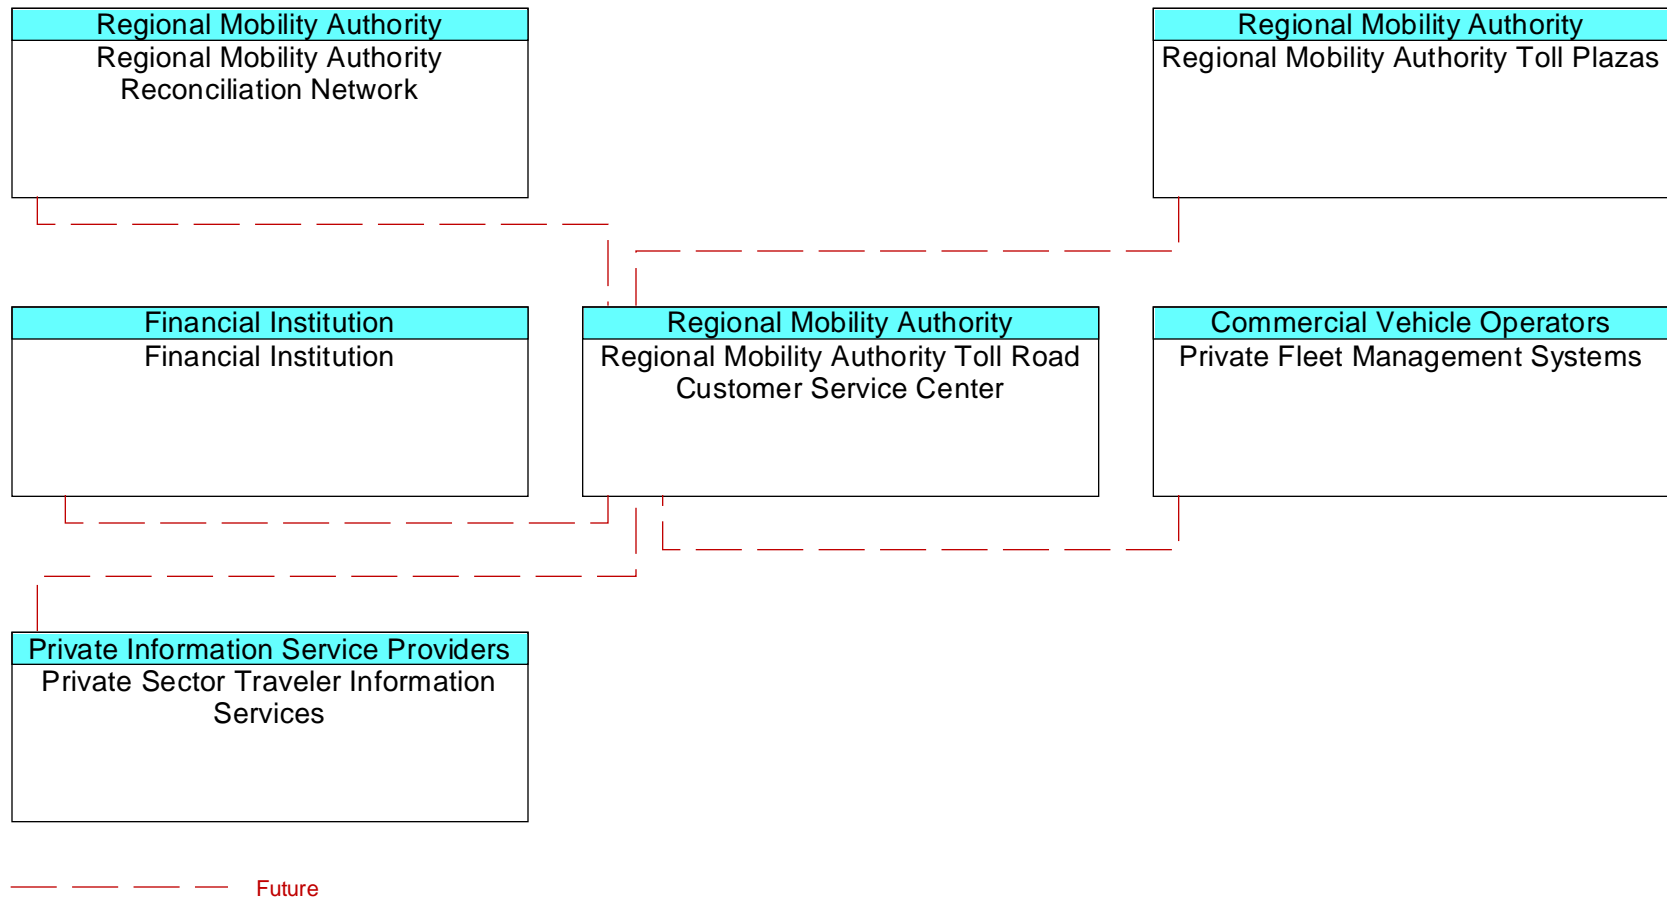 Regional Mobility Authority
Regional Mobility Authority
Reconciliation Network
Regional Mobility Authority
Regional Mobility Authority Toll Plazas
Financial Institution
Financial Institution
Regional Mobility Authority
Regional Mobility Authority Toll Road
Customer Service Center
Commercial Vehicle Operators
Private Fleet Management Systems
Private Information Service Providers
Private Sector Traveler Information
Services
Future